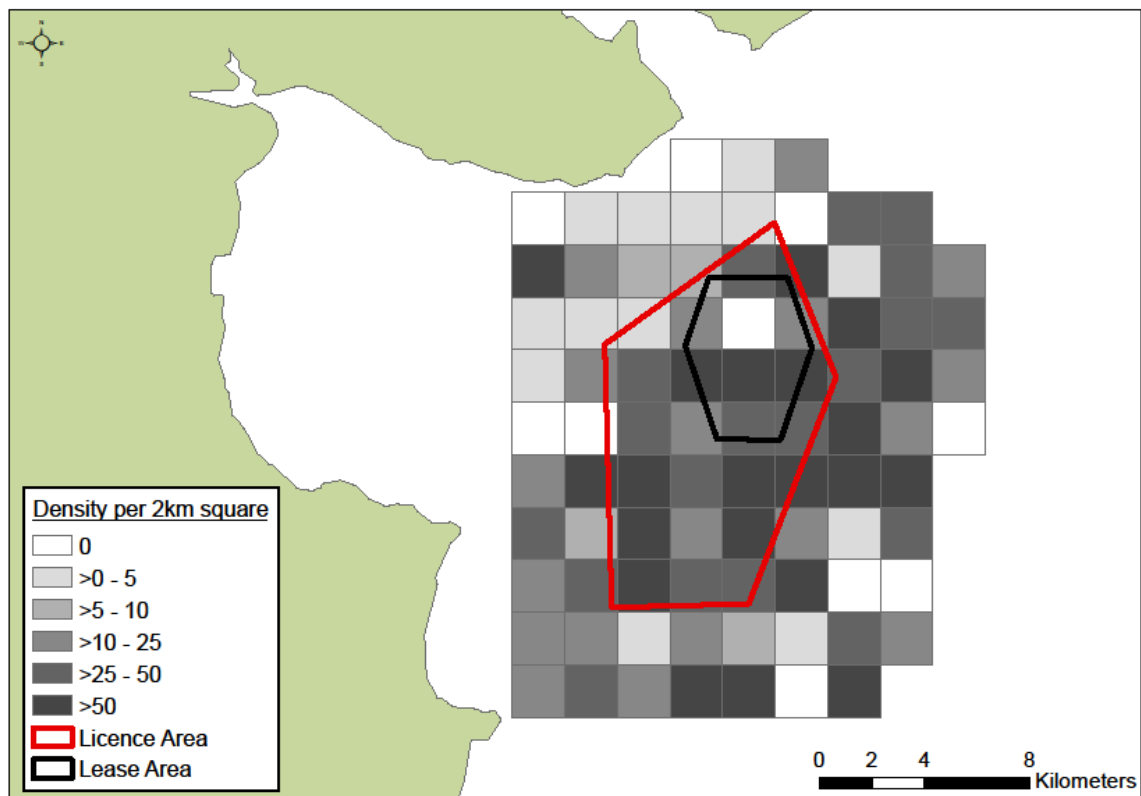 N
E
S
Density per 2km square
0
>0 - 5
>5 - 10
>10 - 25
>25 - 50
>50
Licence Area
Lease Area
0 2 4 8
Kilometers